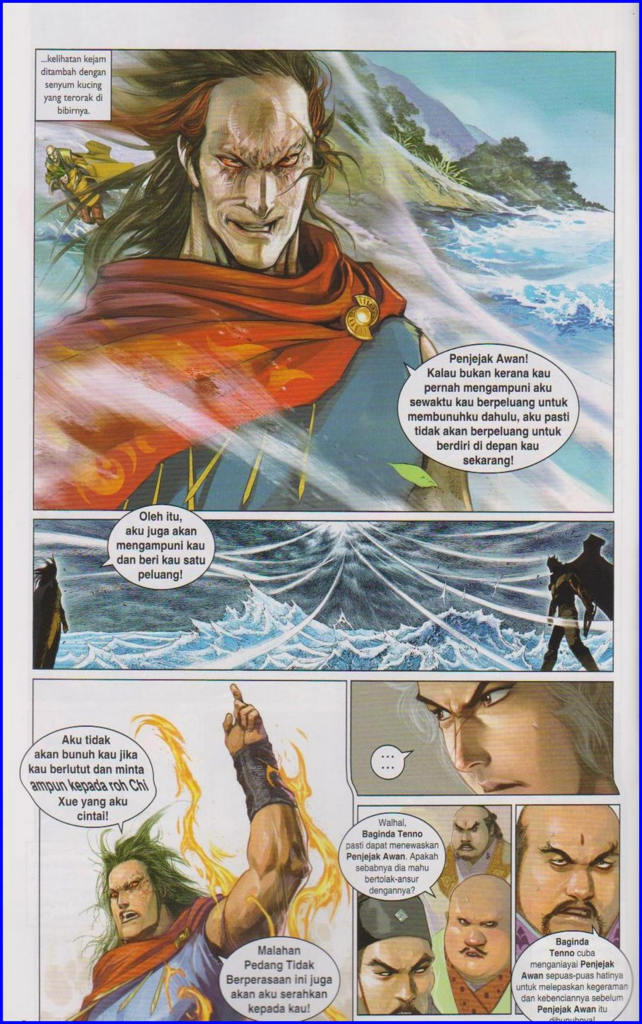 ...kelihatan kejam
ditambah dengan
senyum kucing
yang terorak di
bibirnya.
Penjejak Awan!
Kalau bukan kerana kau
pernah mengampuni aku
sewaktu kau berpeluang untuk
membunuhku dahulu, aku pasti
tidak akan berpeluang untuk
berdiri di depan kau
sekarang!
Oleh itu,
aku juga akan
mengampuni kau
dan beri kau satu
peluang!
Aku tidak
akan bunuh kau jika
kau berlutut dan minta
ampun kepada roh Chi
Xue yang aku
cintai!
...
Malahan
Pedang Tidak
Berperasaan ini juga
akan aku serahkan
kepada kau!
Walhal,
Baginda Tenno
pasti dapat menewaskan
Penjejak Awan. Apakah
sebabnya dia mahu
bertolak-ansur
dengannya?
Baginda
Tenno cuba
menganiayai Penjejak
Awan sepuas-puas hatinya
untuk melepaskan kegeraman
dan kebenciannya sebelum
Penjejak Awan itu
dibunuhnya!